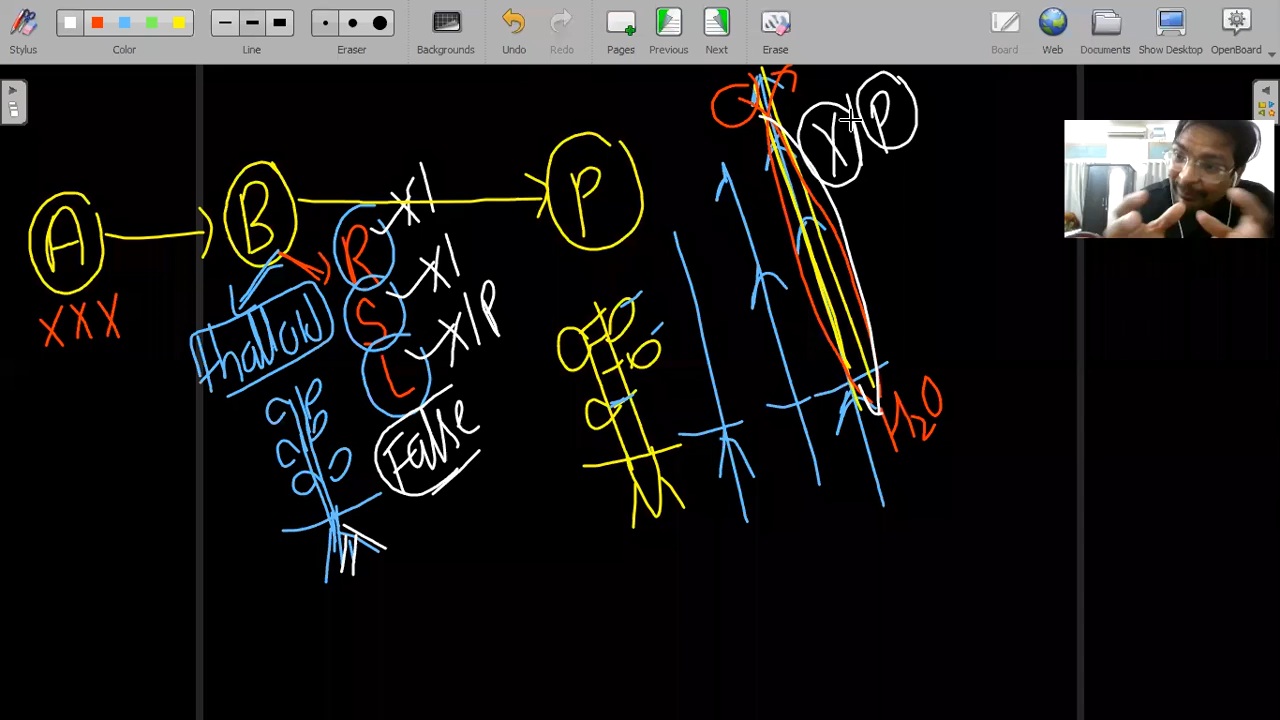 Stylus
Color
Line
Eraser
Backgrounds
Undo
Redo
Pages
Previous
Next
Erase
Board
Web
Documents
Show Desktop
OpenBoard
A
B
P
XXX
R X/
S X/
L X/P
Thallow
False
X/P
H2O